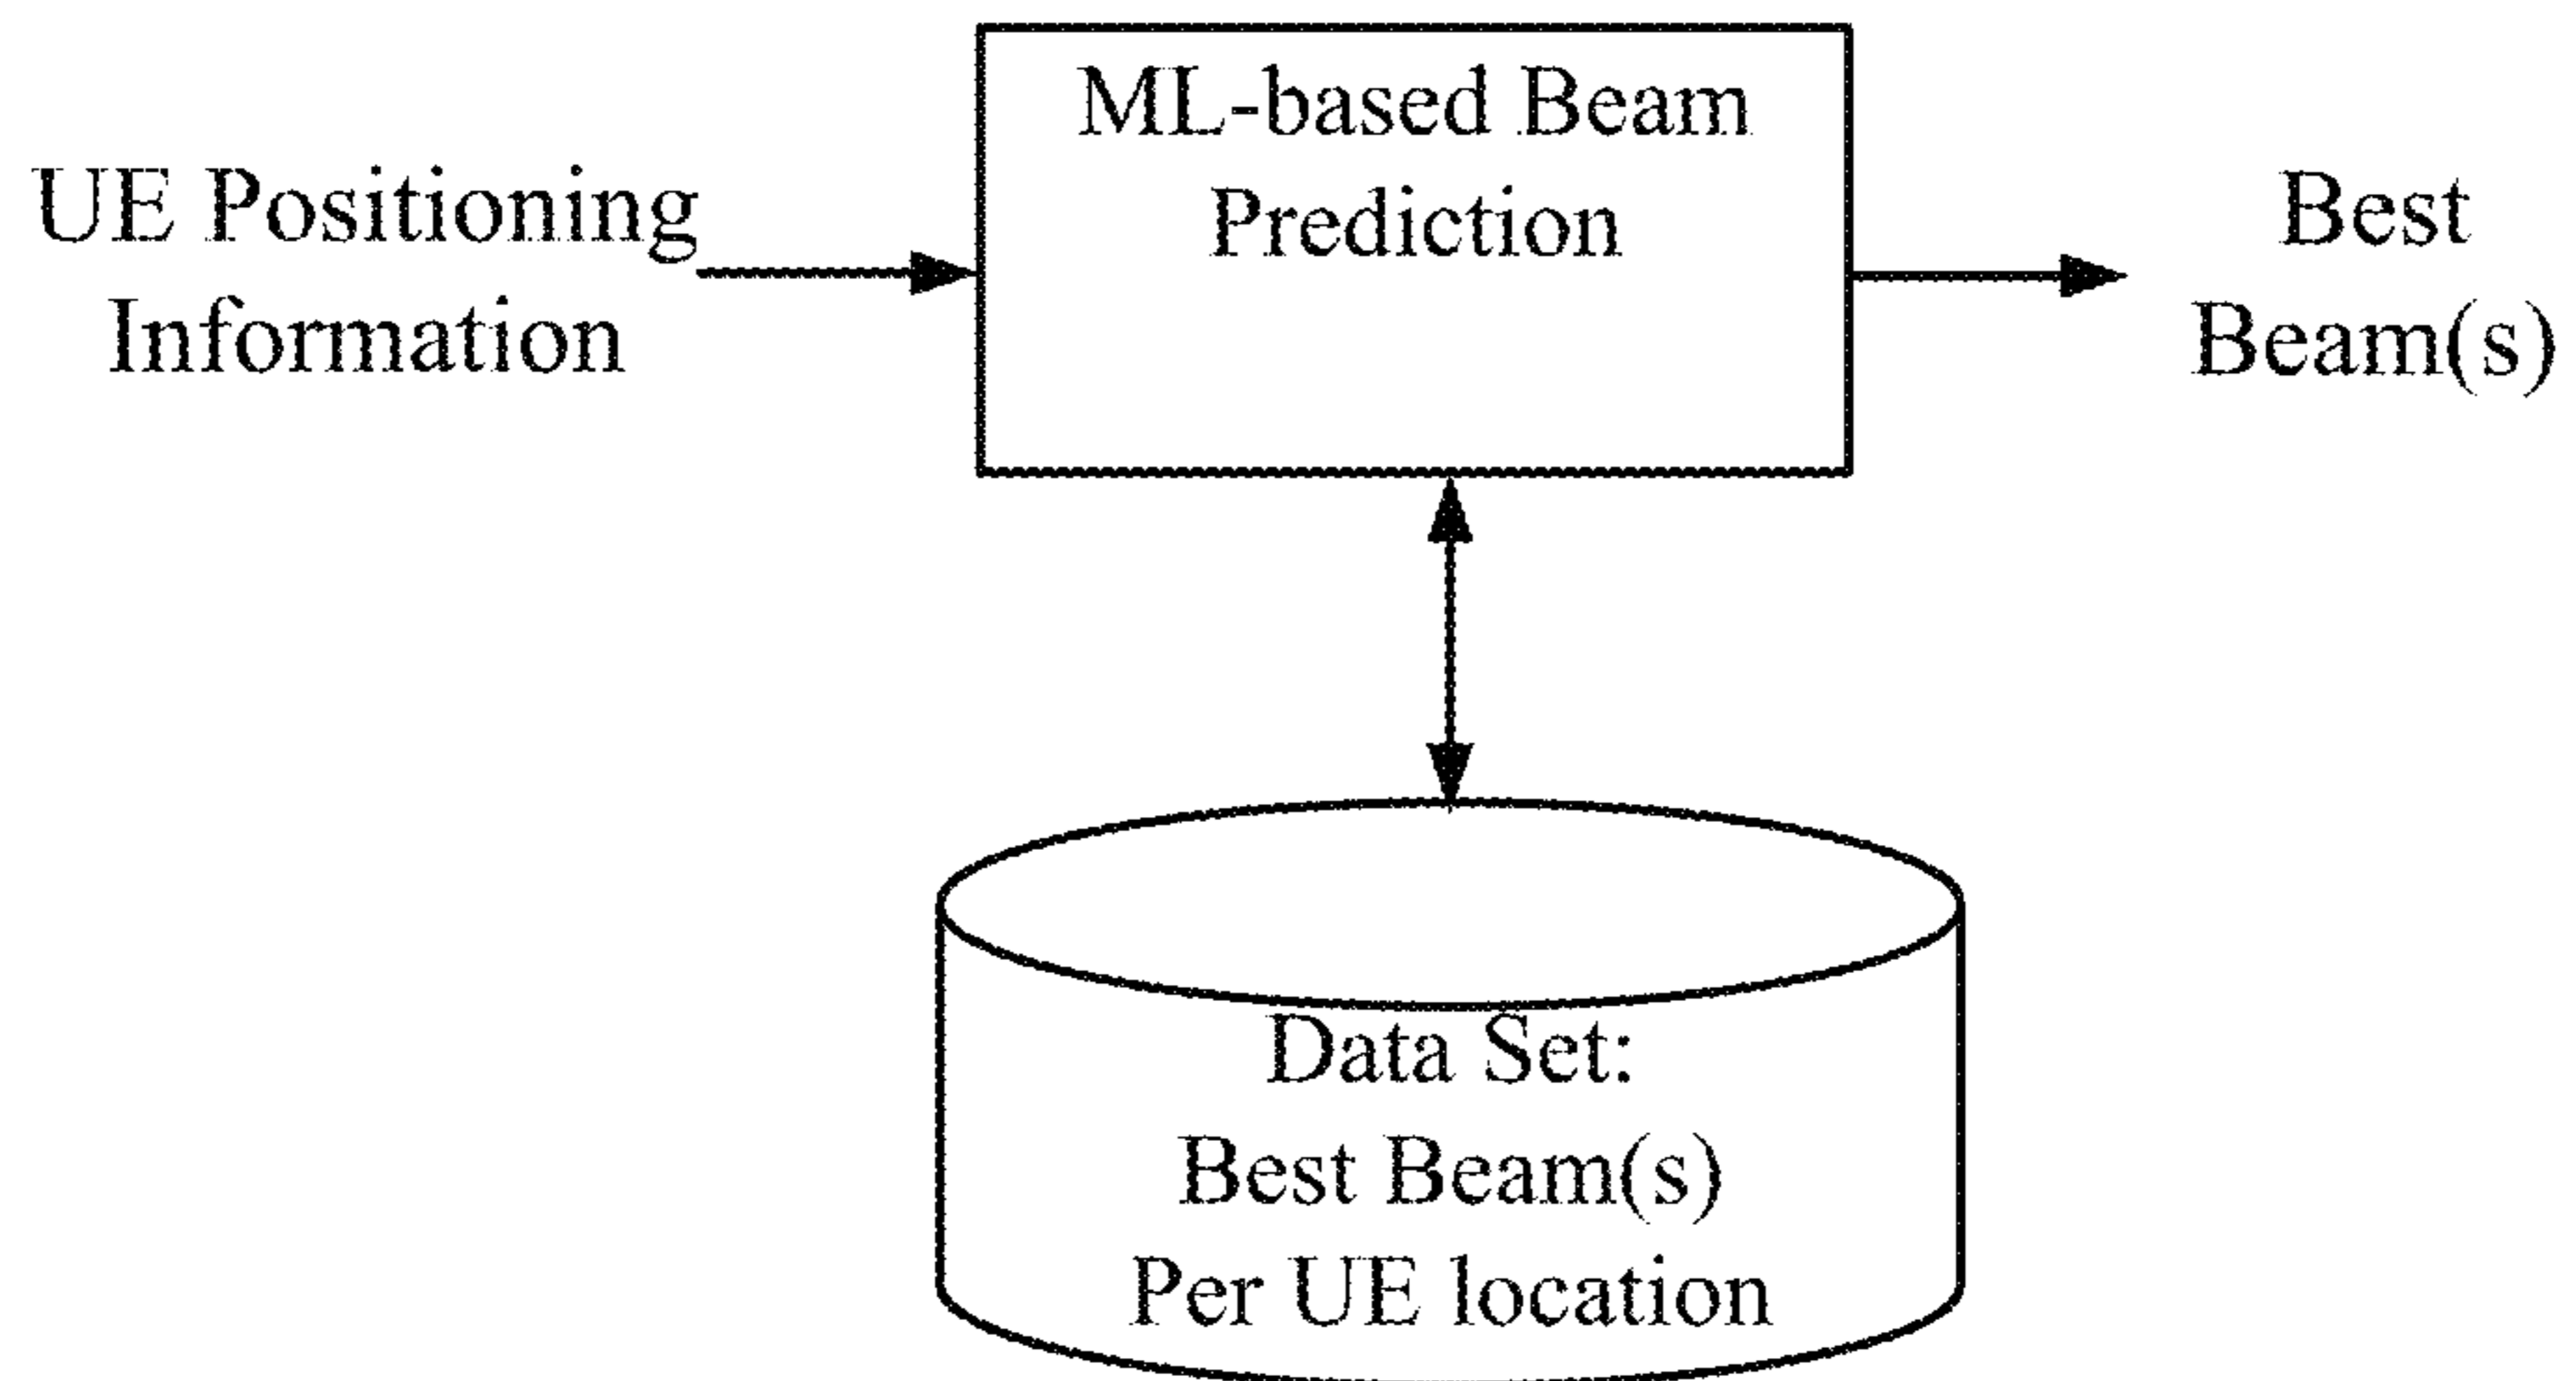 UE Positioning
Information
ML-based Beam
Prediction
Best
Beam(s)
Data Set:
Best Beam(s)
Per UE location